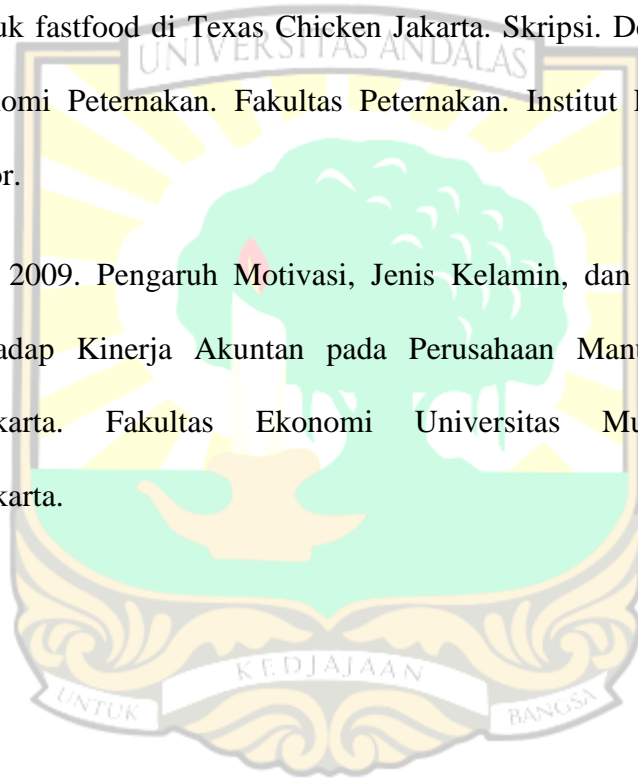 uk fastfood di Texas Chicken Jakarta. Skripsi. De
UNIVERSITAS ANDALAS
omi Peternakan. Fakultas Peternakan. Institut
or.
2009. Pengaruh Motivasi, Jenis Kelamin, dan
adap Kinerja Akuntan pada Perusahaan Manu
karta. Fakultas Ekonomi Universitas Mu
karta.
KEDJAJAAN
UNTUK
BANGSA